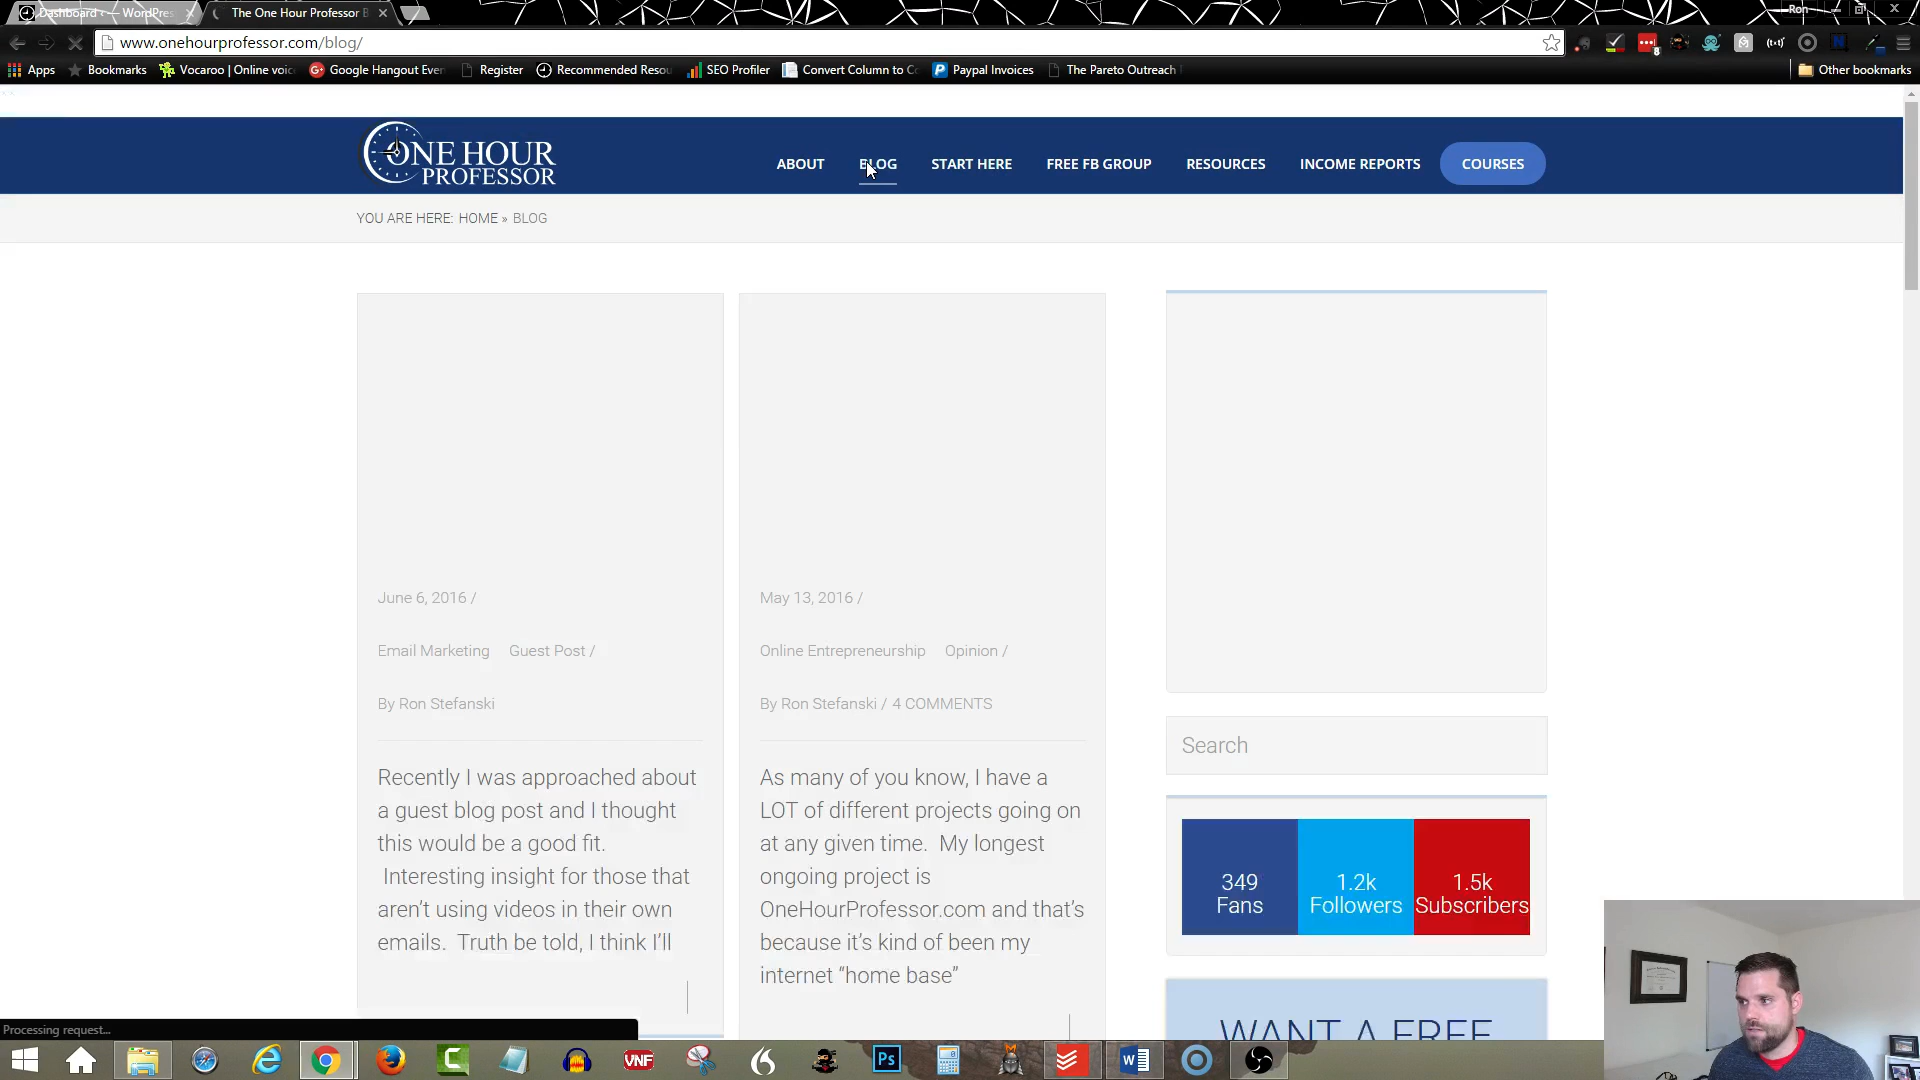 Dashboard ‹ — WordPres
The One Hour Professor B
Ron
www.onehourprofessor.com/blog/
Apps
Bookmarks
Vocaroo | Online voic
Google Hangout Even
Register
Recommended Resou
SEO Profiler
Convert Column to Co
Paypal Invoices
The Pareto Outreach
Other bookmarks
ONE HOUR
PROFESSOR
ABOUT
BLOG
START HERE
FREE FB GROUP
RESOURCES
INCOME REPORTS
COURSES
YOU ARE HERE: HOME » BLOG
June 6, 2016 /
Email Marketing Guest Post /
By Ron Stefanski
Recently I was approached about
a guest blog post and I thought
this would be a good fit.
Interesting insight for those that
aren't using videos in their own
emails. Truth be told, I think I'll
May 13, 2016 /
Online Entrepreneurship Opinion /
By Ron Stefanski / 4 COMMENTS
As many of you know, I have a
LOT of different projects going on
at any given time. My longest
ongoing project is
OneHourProfessor.com and that's
because it's kind of been my
internet “home base”
Search
349
Fans
1.2k
Followers
1.5k
Subscribers
WANT A FREE
Processing request...
VNF
Ps